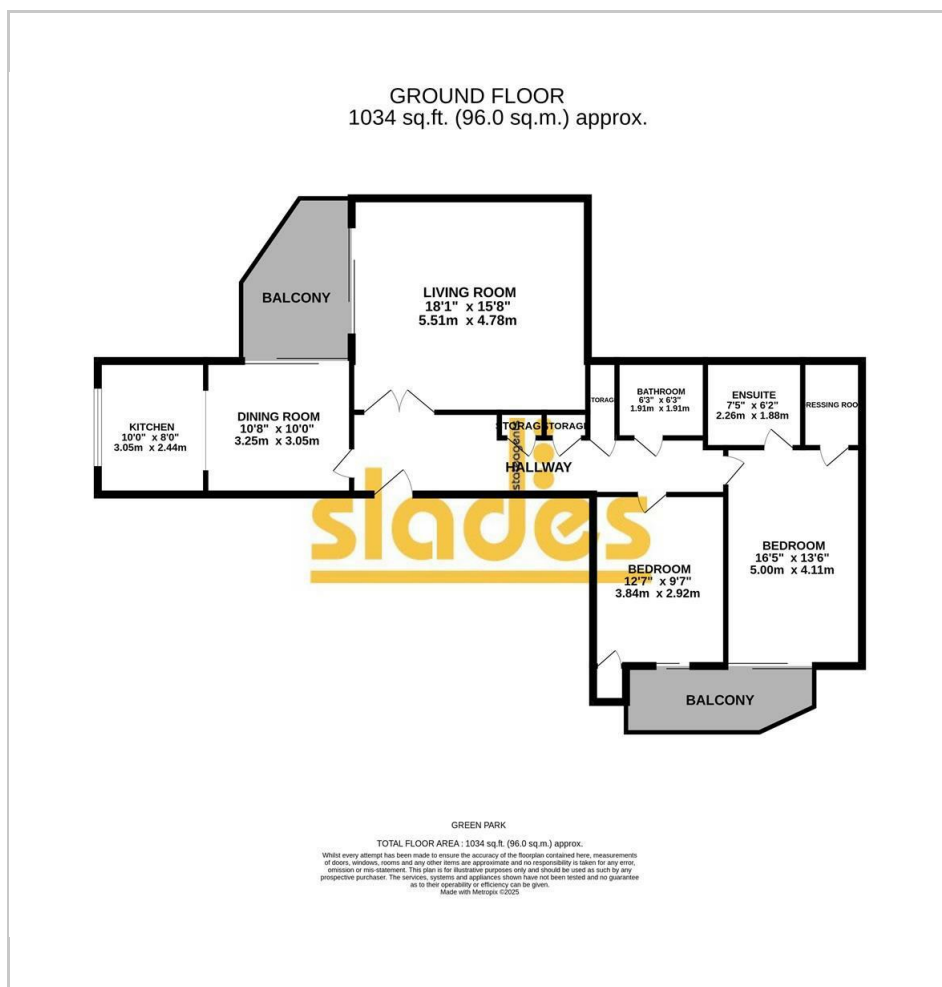 GROUND FLOOR
1034 sq.ft. (96.0 sq.m.) approx.
BALCONY
LIVING ROOM
18'1" x 15'8"
5.51m x 4.78m
KITCHEN
10'0" x 8'0"
3.05m x 2.44m
DINING ROOM
10'8" x 10'0"
3.25m x 3.05m
STORAGE
STORAGE
STORAG
BATHROOM
6'3" x 6'3"
1.91m x 1.91m
ENSUITE
7'5" x 6'2"
2.26m x 1.88m
RESSING ROO
HALLWAY
slades
BEDROOM
12'7" x 9'7"
3.84m x 2.92m
BEDROOM
16'5" x 13'6"
5.00m x 4.11m
BALCONY
GREEN PARK
TOTAL FLOOR AREA : 1034 sq.ft. (96.0 sq.m.) approx.
Whilst every attempt has been made to ensure the accuracy of the floorplan contained here, measurements
of doors, windows, rooms and any other items are approximate and no responsibility is taken for any error,
omission or mis-statement. This plan is for illustrative purposes only and should be used as such by any
prospective purchaser. The services, systems and appliances shown have not been tested and no guarantee
as to their operability or efficiency can be given.
Made with Metropix ©2025